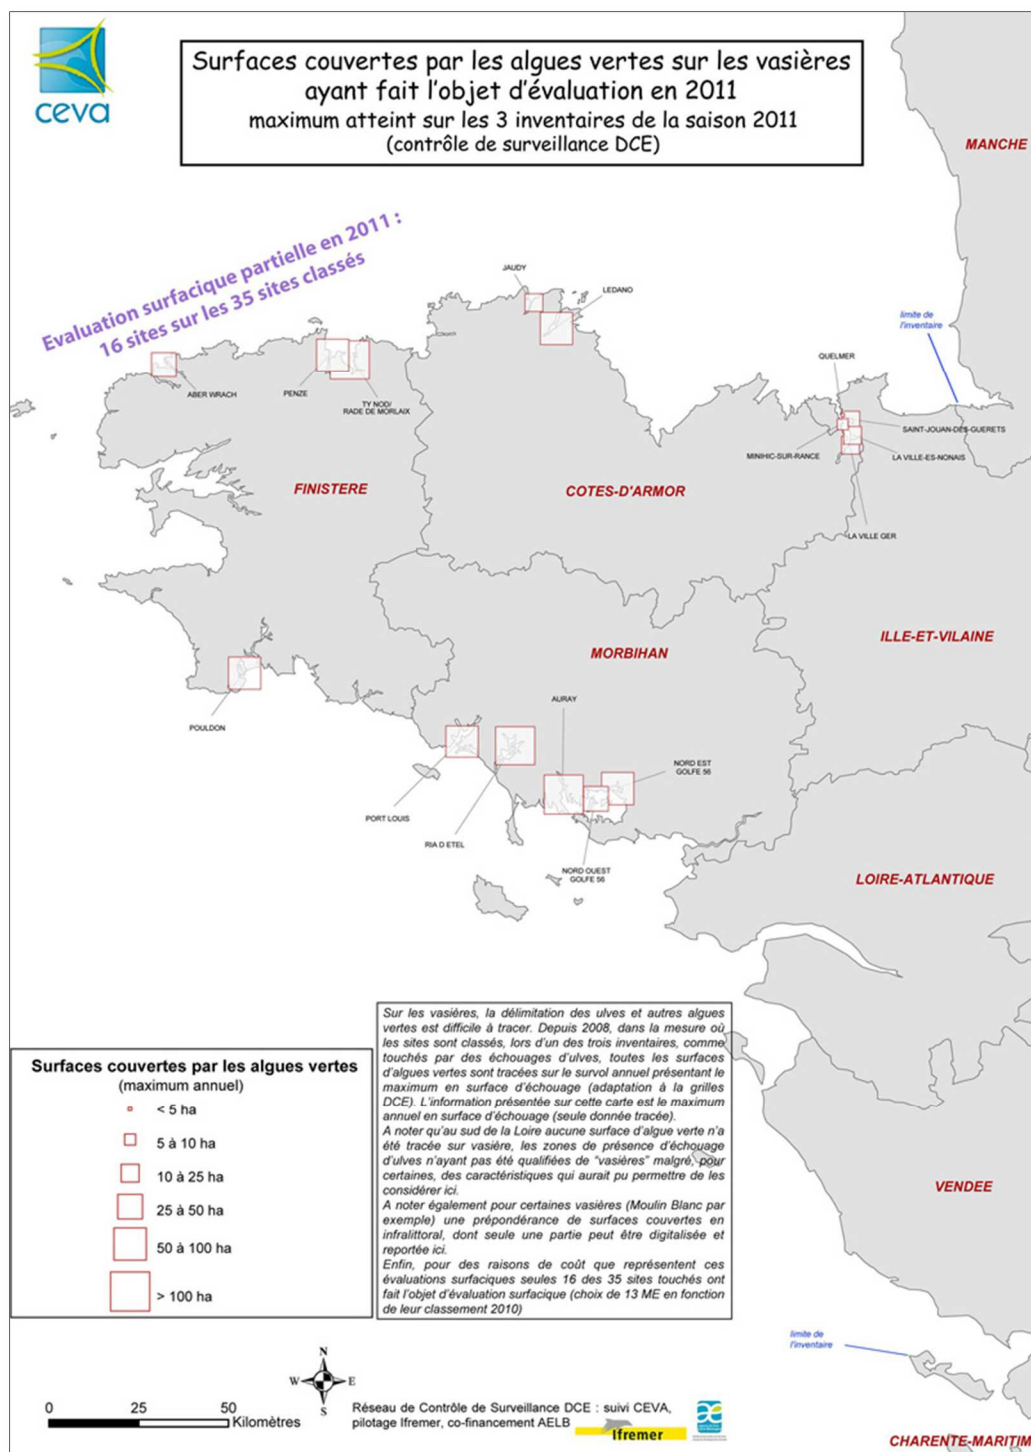 ceva
Surfaces couvertes par les algues vertes sur les vasières
ayant fait l'objet d'évaluation en 2011
maximum atteint sur les 3 inventaires de la saison 2011
(contrôle de surveillance DCE)
MANCHE
Evaluation surfacique partielle en 2011 :
16 sites sur les 35 sites classés
JAUDY
LEDANO
limite de
l'inventaire
QUELMER
ABER WRACH
PENZE
TY NOD/
RADE DE MORLAIX
SAINT-JOUAN-DES-GUERETS
MINIHIC-SUR-RANCE
LA VILLE-ES-NONAIS
FINISTERE
COTES-D'ARMOR
LA VILLE GER
ILLE-ET-VILAINE
MORBIHAN
AURAY
POULDON
NORD EST
GOLFE 56
PORT LOUIS
RIA D ETEL
NORD OUEST
GOLFE 56
LOIRE-ATLANTIQUE
Sur les vasières, la délimitation des ulves et autres algues
vertes est difficile à tracer. Depuis 2008, dans la mesure où
les sites sont classés, lors d'un des trois inventaires, comme
touchés par des échouages d'ulves, toutes les surfaces
d'algues vertes sont tracées sur le survol annuel présentant le
maximum en surface d'échouage (adaptation à la grilles
DCE). L'information présentée sur cette carte est le maximum
annuel en surface d'échouage (seule donnée tracée).
A noter qu'au sud de la Loire aucune surface d'algue verte n'a
été tracée sur vasière, les zones de présence d'échouage
d'ulves n'ayant pas été qualifiées de "vasières" malgré, pour
certaines, des caractéristiques qui aurait pu permettre de les
considérer ici.
A noter également pour certaines vasières (Moulin Blanc par
exemple) une prépondérance de surfaces couvertes en
infralittoral, dont seule une partie peut être digitalisée et
reportée ici.
Enfin, pour des raisons de coût que représentent ces
évaluations surfaciques seules 16 des 35 sites touchés ont
fait l'objet d'évaluation surfacique (choix de 13 ME en fonction
de leur classement 2010)
Surfaces couvertes par les algues vertes
(maximum annuel)
< 5 ha
5 à 10 ha
10 à 25 ha
25 à 50 ha
50 à 100 ha
> 100 ha
VENDEE
limite de
l'inventaire
N
W E
S
0 25 50
Kilomètres
Réseau de Contrôle de Surveillance DCE : suivi CEVA,
pilotage Ifremer, co-financement AELB
Ifremer
CHARENTE-MARITIM